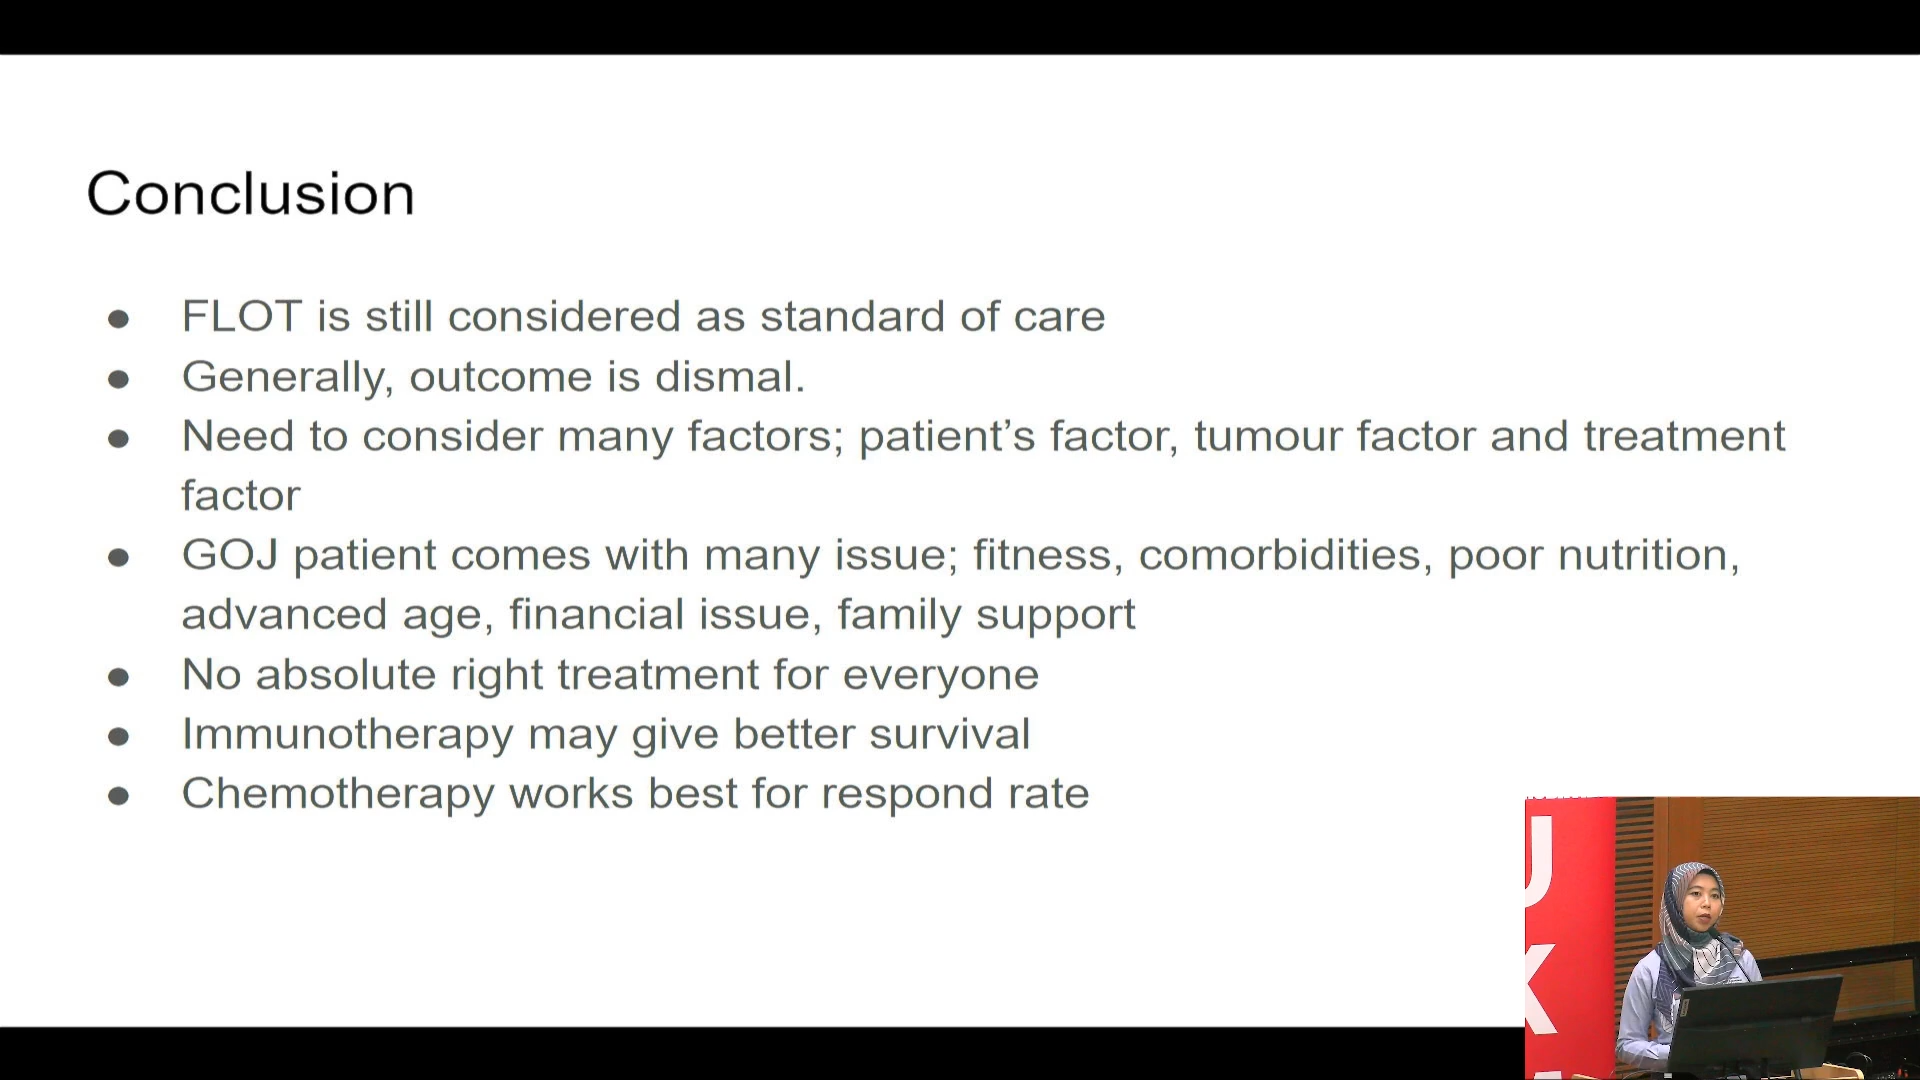 Conclusion
● FLOT is still considered as standard of care
● Generally, outcome is dismal.
● Need to consider many factors; patient’s factor, tumour factor and treatment
factor
● GOJ patient comes with many issue; fitness, comorbidities, poor nutrition,
advanced age, financial issue, family support
● No absolute right treatment for everyone
● Immunotherapy may give better survival
● Chemotherapy works best for respond rate
U
K